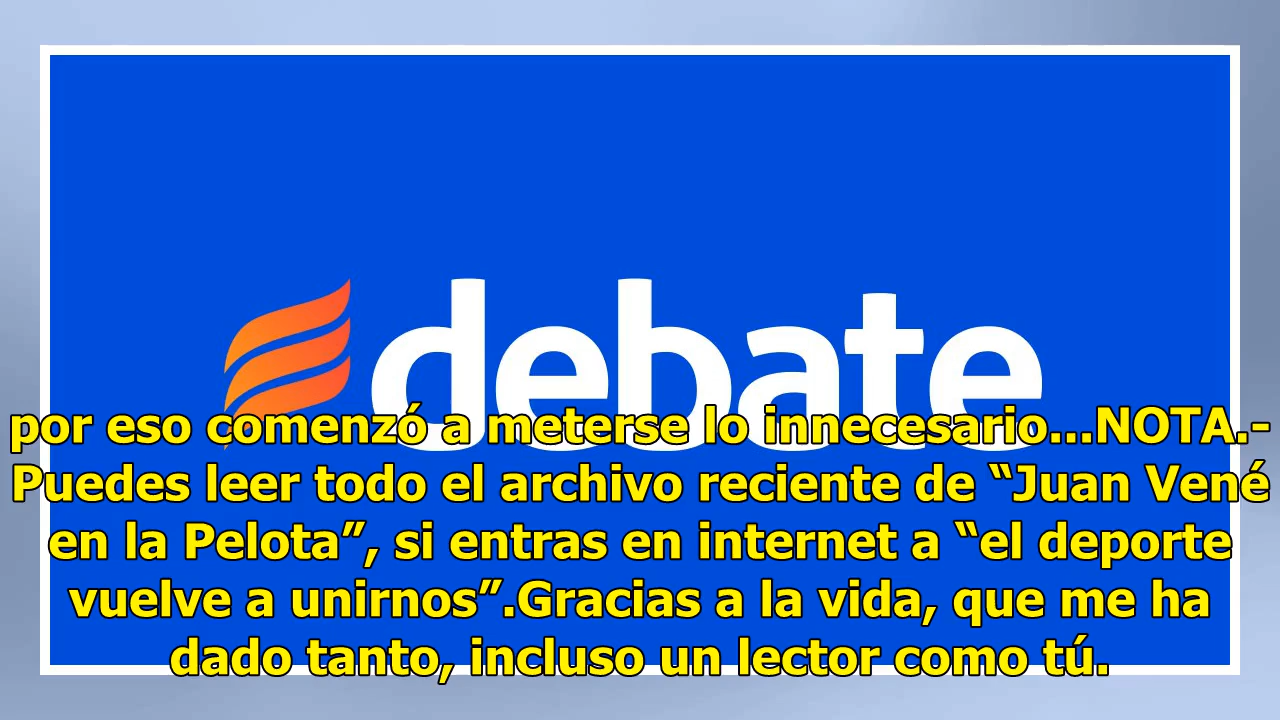 debate
por eso comenzó a meterse lo innecesario...NOTA.-
Puedes leer todo el archivo reciente de “Juan Vené
en la Pelota”, si entras en internet a “el deporte
vuelve a unirnos”.Gracias a la vida, que me ha
dado tanto, incluso un lector como tú.